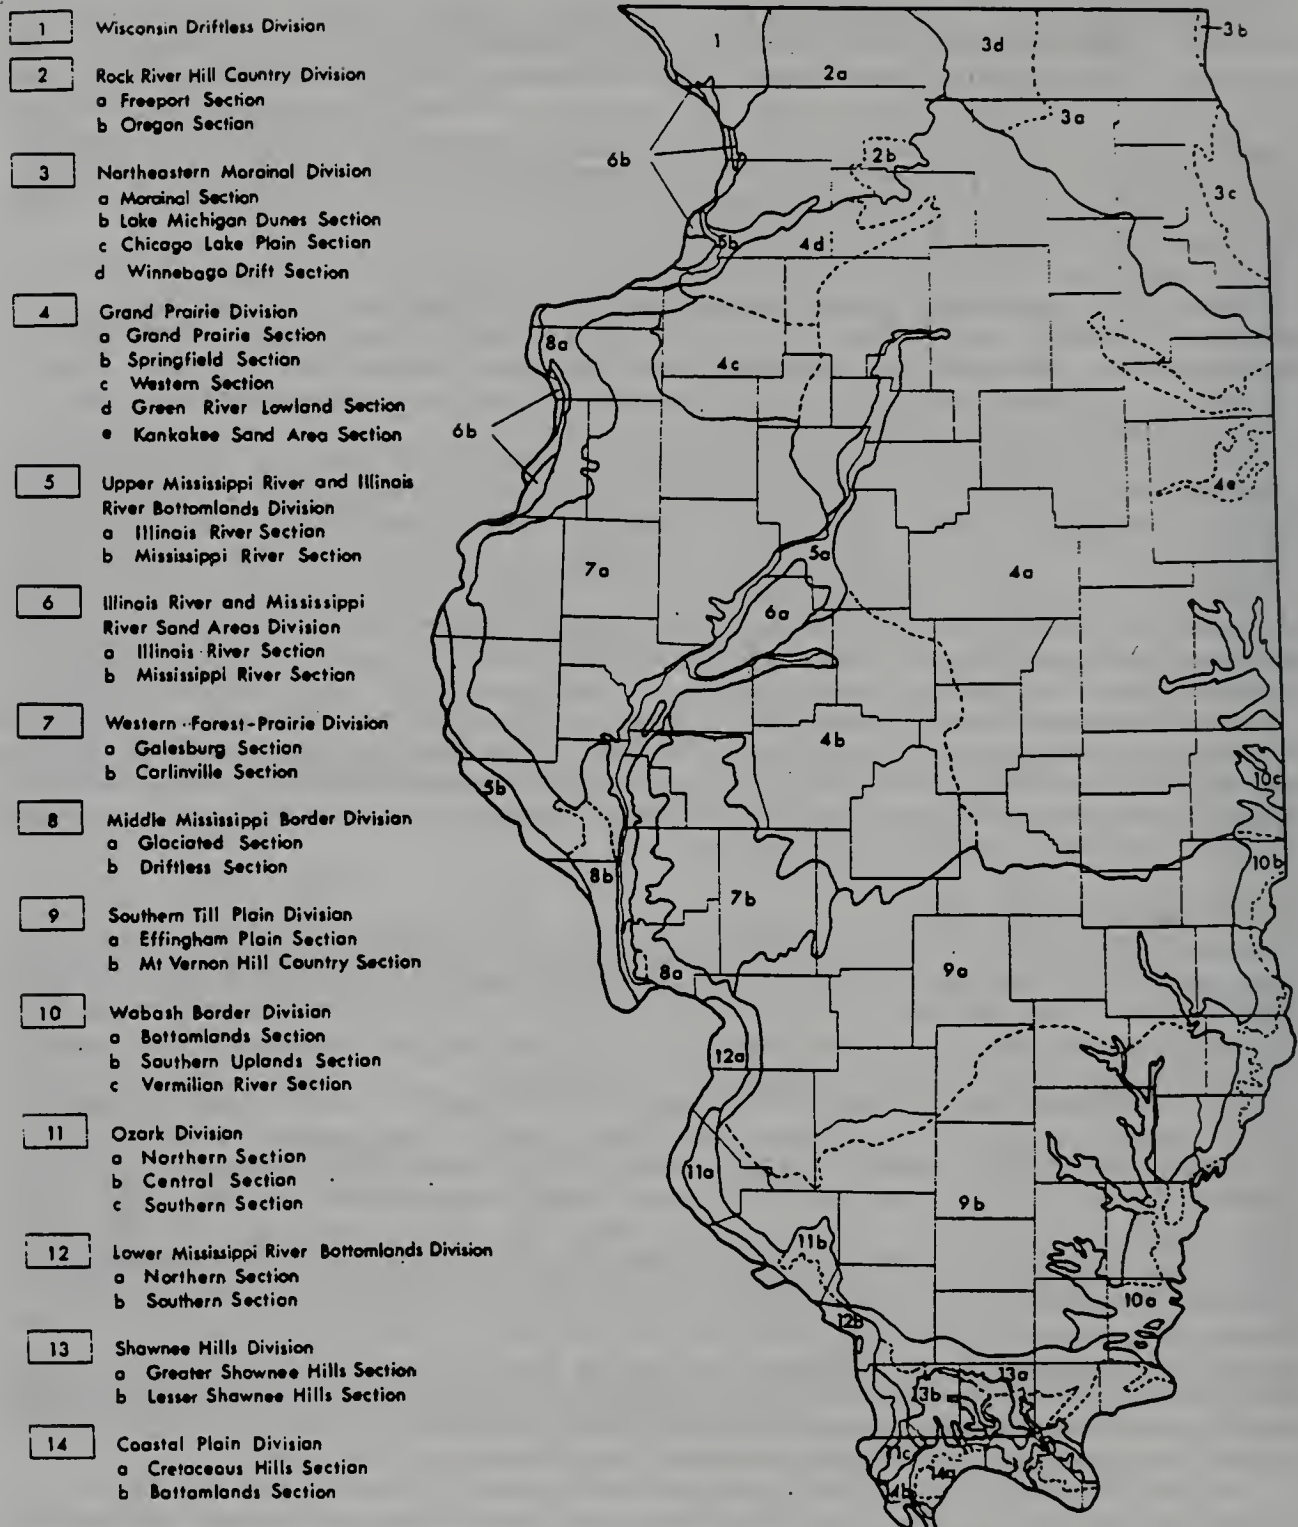 1 Wisconsin Driftless Division
2 Rock River Hill Country Division
a Freeport Section
b Oregon Section
3 Northeastern Morainal Division
a Morainal Section
b Lake Michigan Dunes Section
c Chicago Lake Plain Section
d Winnebago Drift Section
4 Grand Prairie Division
a Grand Prairie Section
b Springfield Section
c Western Section
d Green River Lowland Section
e Kankakee Sand Area Section
5 Upper Mississippi River and Illinois
River Bottomlands Division
a Illinois River Section
b Mississippi River Section
6 Illinois River and Mississippi
River Sand Areas Division
a Illinois River Section
b Mississippi River Section
7 Western Forest-Prairie Division
a Galesburg Section
b Carlinville Section
8 Middle Mississippi Border Division
a Glaciated Section
b Driftless Section
9 Southern Till Plain Division
a Effingham Plain Section
b Mt Vernon Hill Country Section
10 Wabash Border Division
a Bottomlands Section
b Southern Uplands Section
c Vermilion River Section
11 Ozark Division
a Northern Section
b Central Section
c Southern Section
12 Lower Mississippi River Bottomlands Division
a Northern Section
b Southern Section
13 Shawnee Hills Division
a Greater Shawnee Hills Section
b Lesser Shawnee Hills Section
14 Coastal Plain Division
a Cretaceous Hills Section
b Bottomlands Section
1
3d
3b
2a
3a
6b
2b
3c
5b
4d
8a
4c
6b
4e
7a
5a
4a
6a
4b
5b
10c
8b
10b
7b
8a
9a
12a
11a
9b
11b
10a
12b
13a
13b
11c
14a
14b